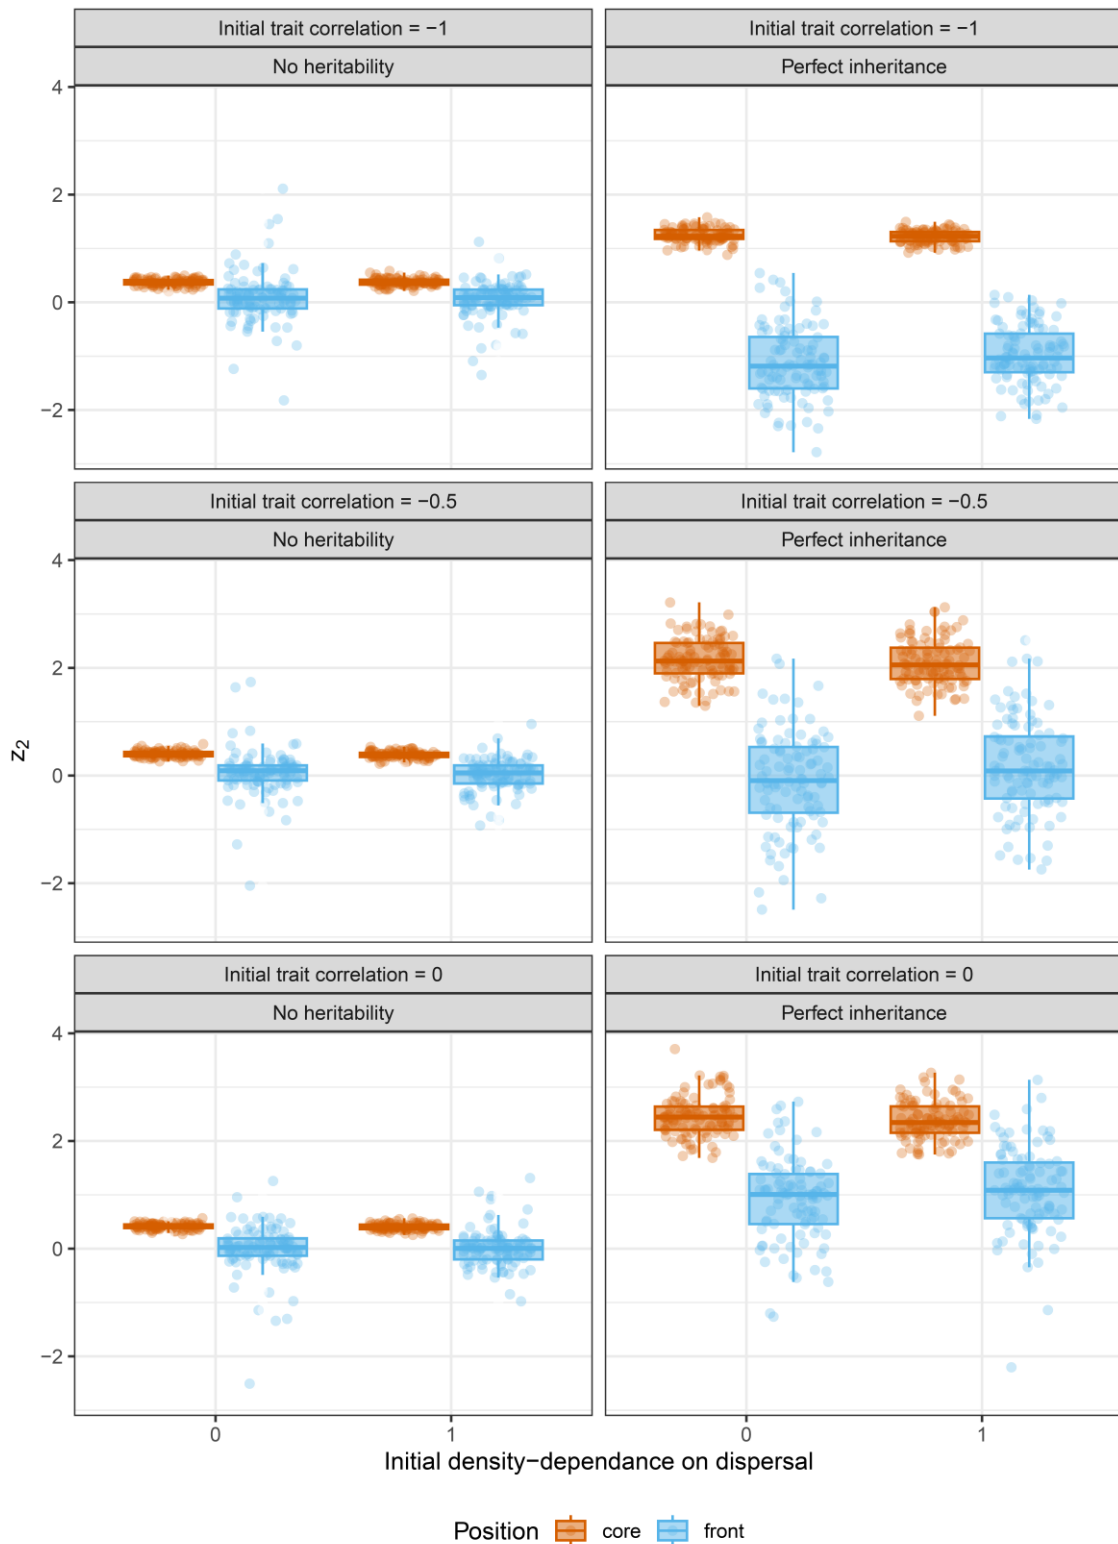 Initial trait correlation = −1
Initial trait correlation = −1
No heritability
Perfect inheritance
4
2
0
−2
Initial trait correlation = −0.5
Initial trait correlation = −0.5
No heritability
Perfect inheritance
4
2
0
−2
z2
Initial trait correlation = 0
Initial trait correlation = 0
No heritability
Perfect inheritance
4
2
0
−2
0 1 0 1
Initial density−dependance on dispersal
Position core front